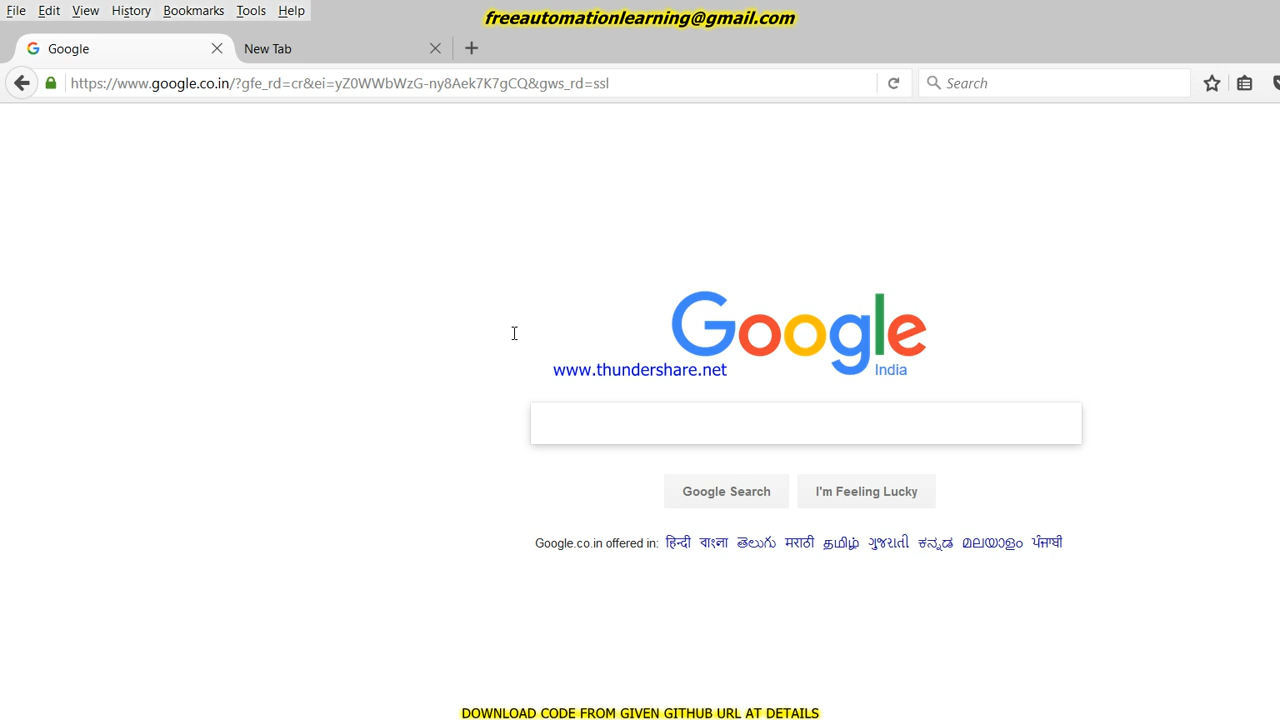 File Edit View History Bookmarks Tools Help
freeautomationlearning@gmail.com
Google
New Tab
https://www.google.co.in/?gfe_rd=cr&ei=yZ0WWbWzG-ny8Aek7K7gCQ&gws_rd=ssl
Search
Google
India
www.thundershare.net
Google Search
I'm Feeling Lucky
Google.co.in offered in: हिन्दी বাংলা తెలుగు मराठी தமிழ் ગુજરાતી ಕನ್ನಡ മലയാളം ਪੰਜਾਬੀ
DOWNLOAD CODE FROM GIVEN GITHUB URL AT DETAILS